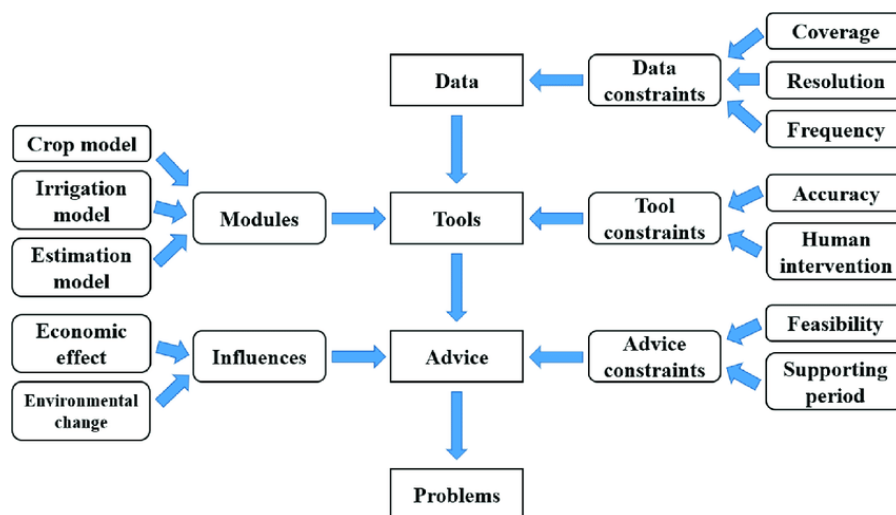 Coverage
Data
Data
constraints
Resolution
Frequency
Crop model
Irrigation
model
Modules
Tools
Tool
constraints
Accuracy
Human
intervention
Estimation
model
Economic
effect
Influences
Advice
Advice
constraints
Feasibility
Supporting
period
Environmental
change
Problems